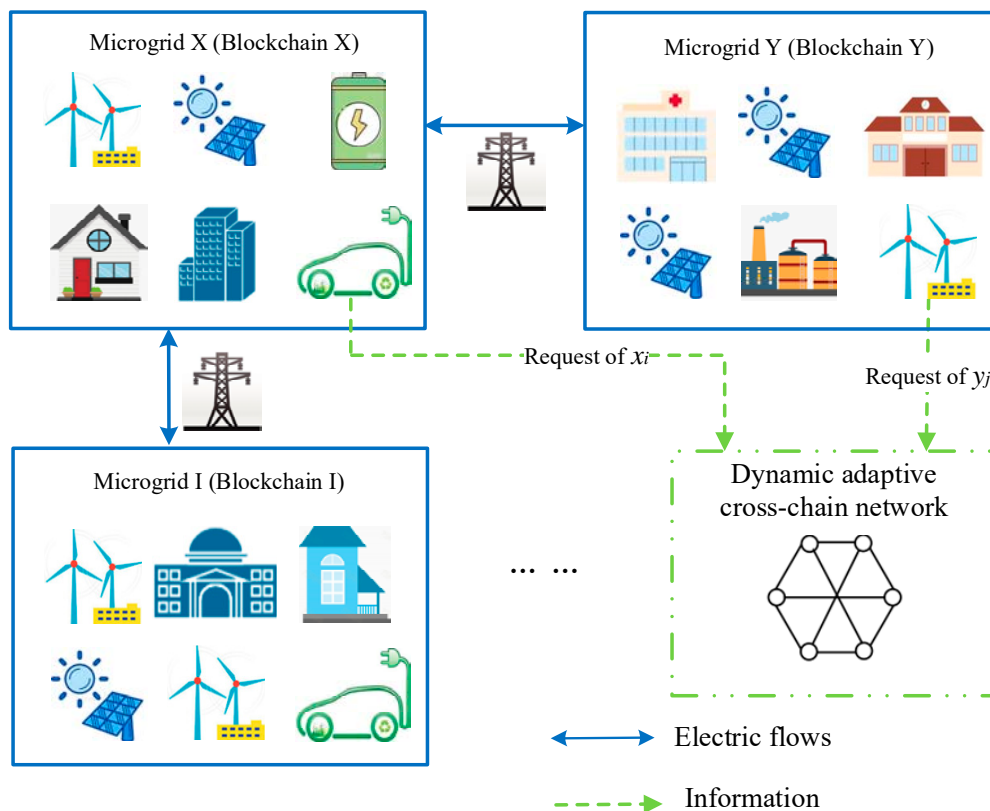 Microgrid X (Blockchain X)
Microgrid Y (Blockchain Y)
Request of xi
Request of yj
Microgrid I (Blockchain I)
Dynamic adaptive
cross-chain network
... ...
Electric flows
Information